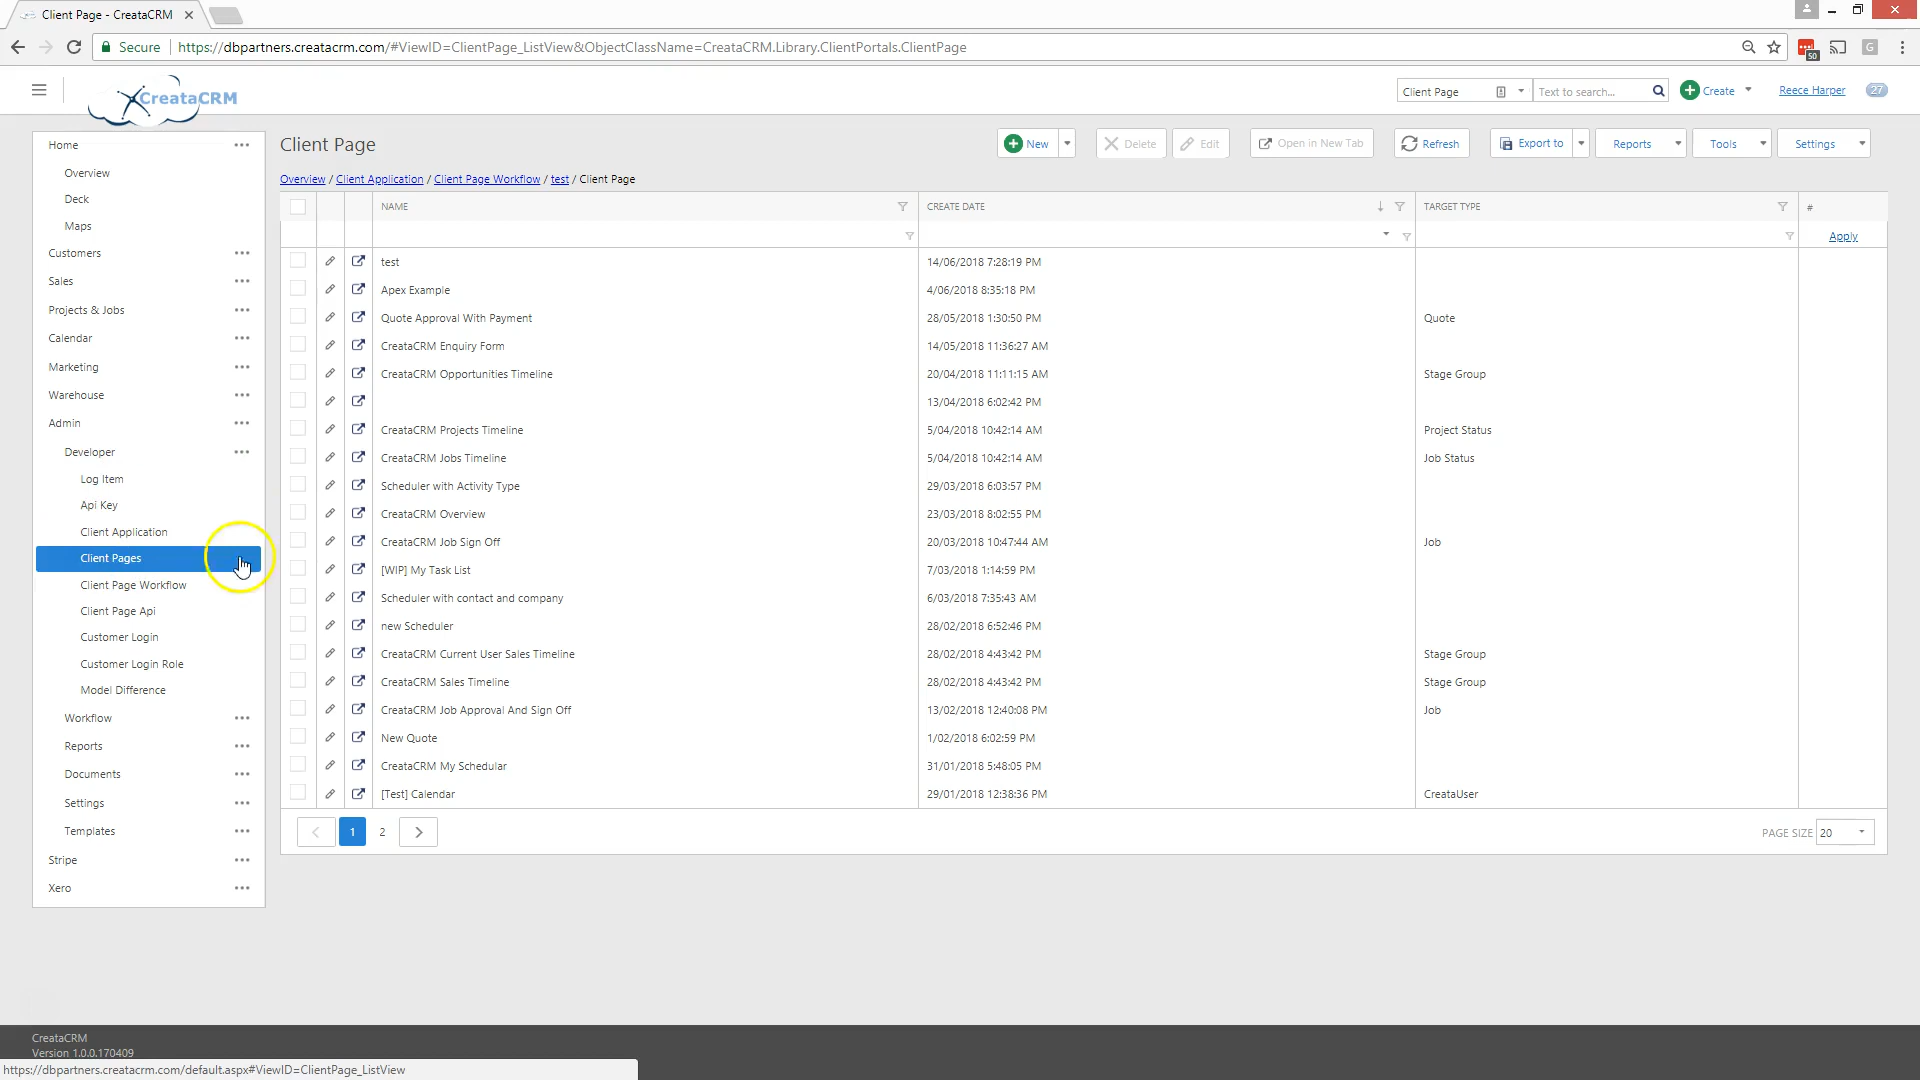 Client Page - CreataCRM
Secure
https://dbpartners.creatacrm.com/#ViewID=ClientPage_ListView&ObjectClassName=CreataCRM.Library.ClientPortals.ClientPage
50
G
CreataCRM
Client Page
Text to search...
Create
Reece Harper
27
Home
Overview
Deck
Maps
Customers
Sales
Projects & Jobs
Calendar
Marketing
Warehouse
Admin
Developer
Log Item
Api Key
Client Application
Client Pages
Client Page Workflow
Client Page Api
Customer Login
Customer Login Role
Model Difference
Workflow
Reports
Documents
Settings
Templates
Stripe
Xero
Client Page
New
Delete
Edit
Open in New Tab
Refresh
Export to
Reports
Tools
Settings
Overview / Client Application / Client Page Workflow / test / Client Page
NAME CREATE DATE TARGET TYPE #
Apply
test 14/06/2018 7:28:19 PM
Apex Example 4/06/2018 8:35:18 PM
Quote Approval With Payment 28/05/2018 1:30:50 PM Quote
CreataCRM Enquiry Form 14/05/2018 11:36:27 AM
CreataCRM Opportunities Timeline 20/04/2018 11:11:15 AM Stage Group
13/04/2018 6:02:42 PM
CreataCRM Projects Timeline 5/04/2018 10:42:14 AM Project Status
CreataCRM Jobs Timeline 5/04/2018 10:42:14 AM Job Status
Scheduler with Activity Type 29/03/2018 6:03:57 PM
CreataCRM Overview 23/03/2018 8:02:55 PM
CreataCRM Job Sign Off 20/03/2018 10:47:44 AM Job
[WIP] My Task List 7/03/2018 1:14:59 PM
Scheduler with contact and company 6/03/2018 7:35:43 AM
new Scheduler 28/02/2018 6:52:46 PM
CreataCRM Current User Sales Timeline 28/02/2018 4:43:42 PM Stage Group
CreataCRM Sales Timeline 28/02/2018 4:43:42 PM Stage Group
CreataCRM Job Approval And Sign Off 13/02/2018 12:40:08 PM Job
New Quote 1/02/2018 6:02:59 PM
CreataCRM My Schedular 31/01/2018 5:48:05 PM
[Test] Calendar 29/01/2018 12:38:36 PM CreataUser
1 2
PAGE SIZE 20
CreataCRM
Version 1.0.0.170409
https://dbpartners.creatacrm.com/default.aspx#ViewID=ClientPage_ListView